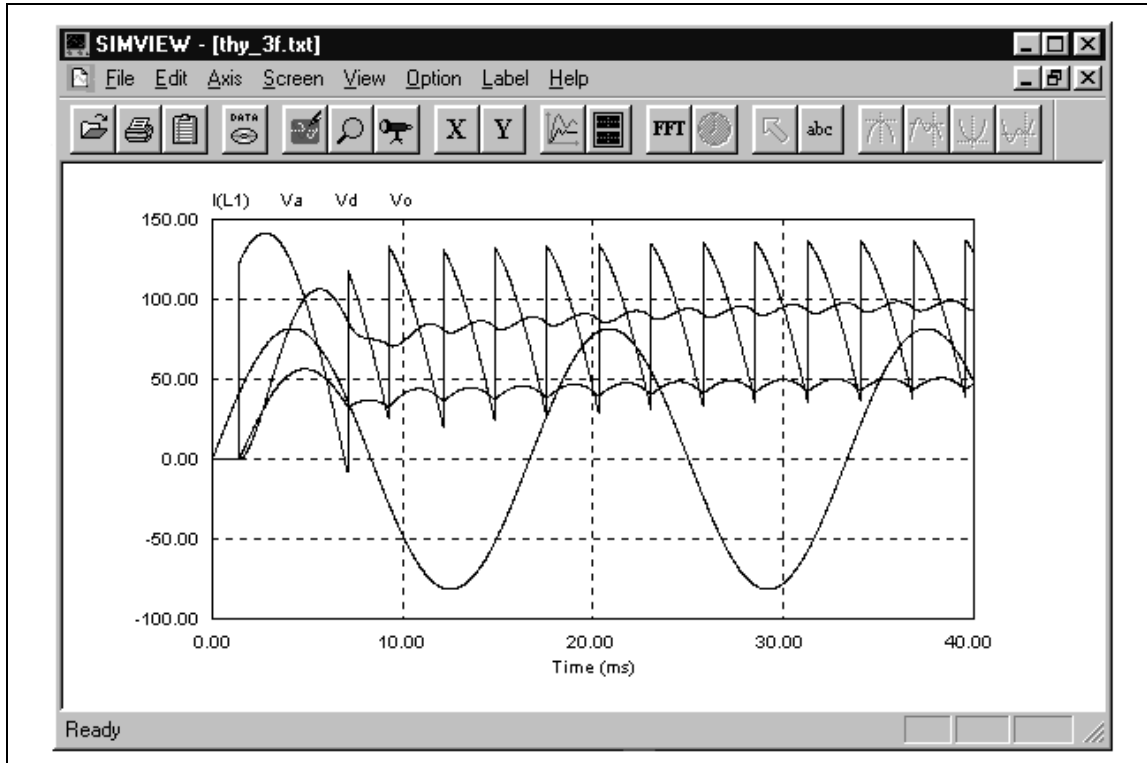 SIMVIEW - [thy_3f.txt]
File Edit Axis Screen View Option Label Help
DATA
X Y FFT abc
I(L1) Va Vd Vo
150.00
100.00
50.00
0.00
-50.00
-100.00
0.00 10.00 20.00 30.00 40.00
Time (ms)
Ready